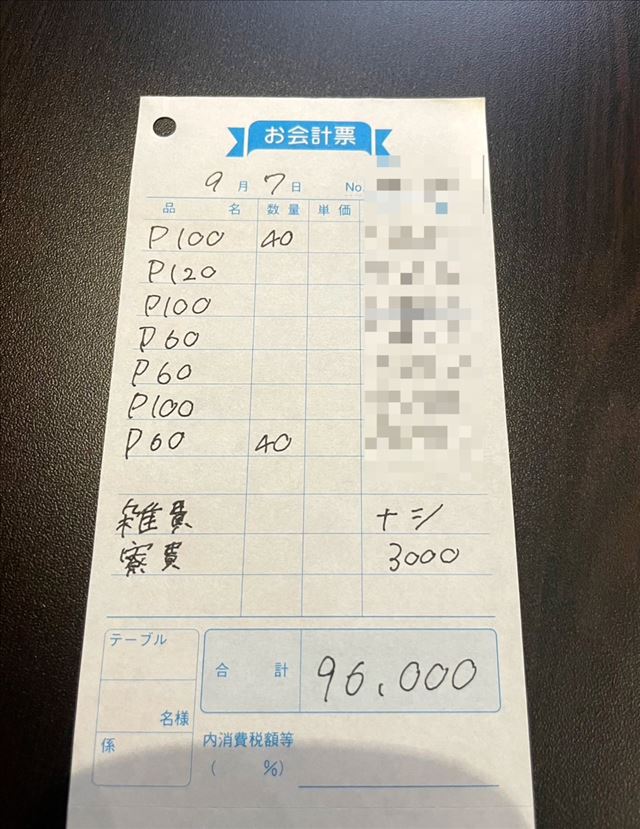 お会計票
9月7日 No.
品名 数量 単価
P100 40
P120
P100
P60
P60
P100
P60 40
雑費 ナシ
寮費 3000
テーブル
名様
係
合計 96,000
内消費税額等
( %)